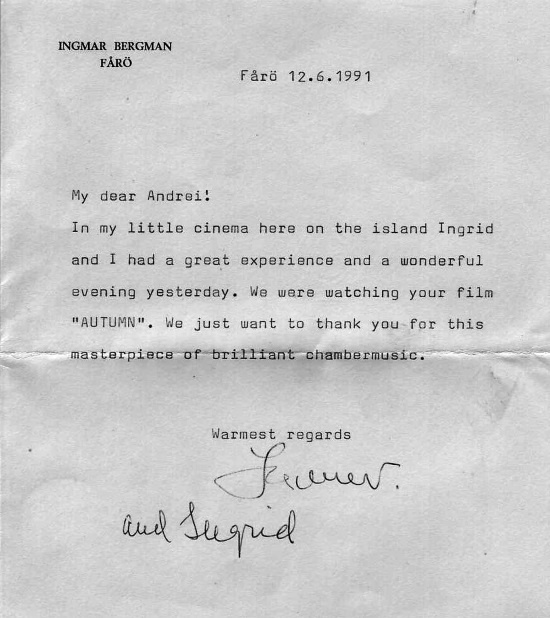 INGMAR BERGMAN
FÅRÖ
Fårö 12.6.1991
My dear Andrei!
In my little cinema here on the island Ingrid
and I had a great experience and a wonderful
evening yesterday. We were watching your film
"AUTUMN". We just want to thank you for this
masterpiece of brilliant chambermusic.
Warmest regards
Ingmar.
and Ingrid